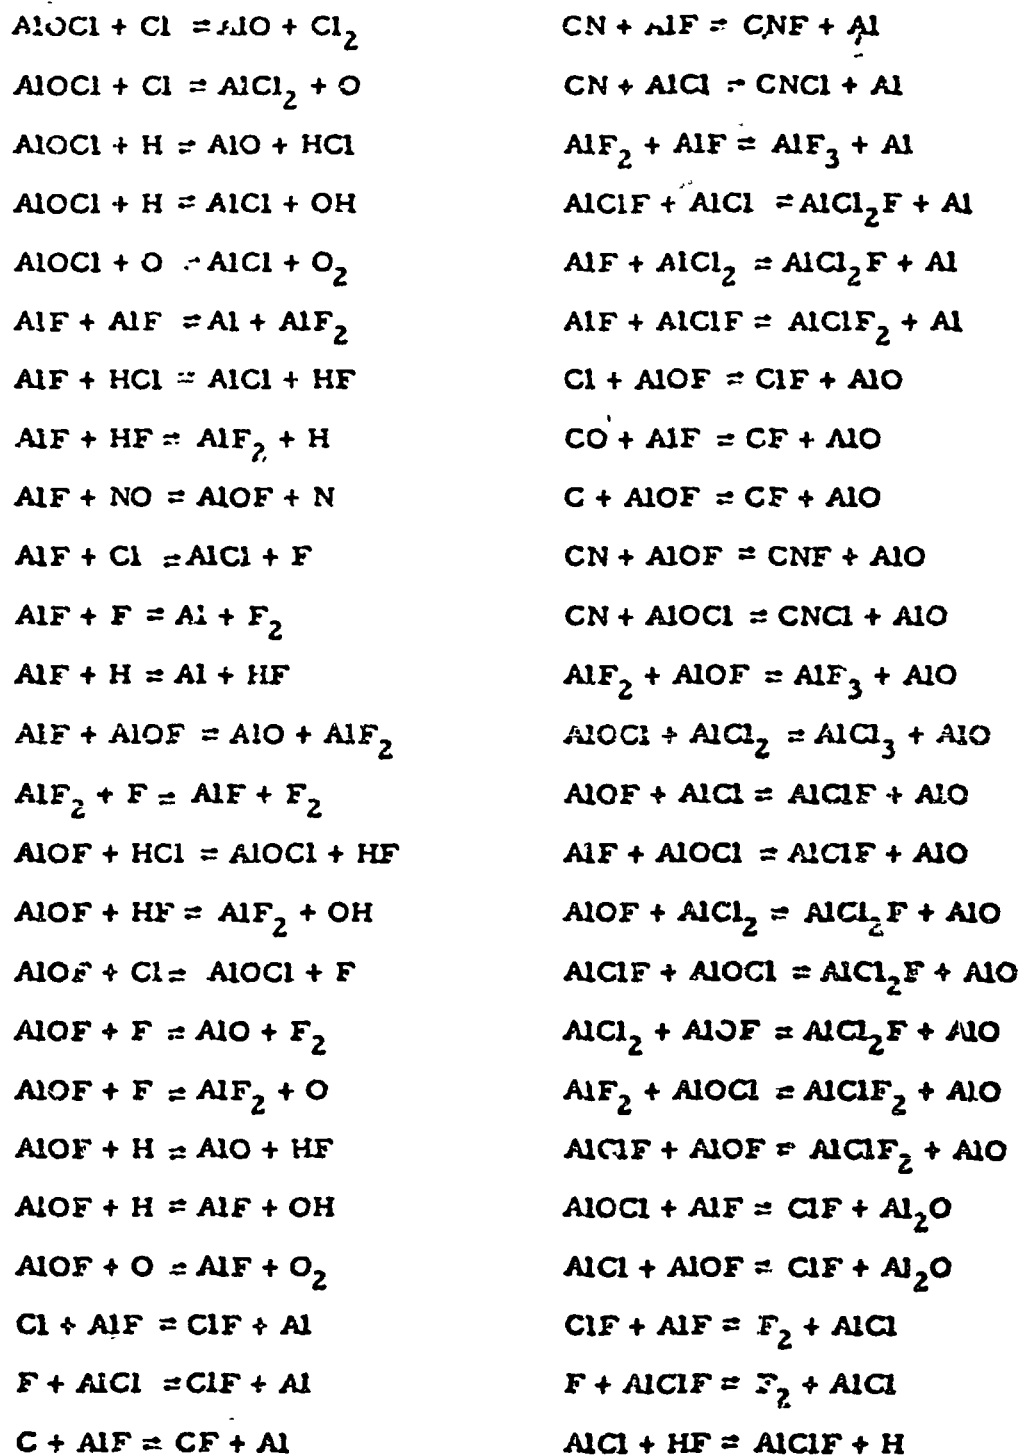 AlOCl + Cl ⇌ AlO + Cl₂
AlOCl + Cl ⇌ AlCl₂ + O
AlOCl + H ⇌ AlO + HCl
AlOCl + H ⇌ AlCl + OH
AlOCl + O ⇌ AlCl + O₂
AlF + AlF ⇌ Al + AlF₂
AlF + HCl ⇌ AlCl + HF
AlF + HF ⇌ AlF₂ + H
AlF + NO ⇌ AlOF + N
AlF + Cl ⇌ AlCl + F
AlF + F ⇌ Al + F₂
AlF + H ⇌ Al + HF
AlF + AlOF ⇌ AlO + AlF₂
AlF₂ + F ⇌ AlF + F₂
AlOF + HCl ⇌ AlOCl + HF
AlOF + HF ⇌ AlF₂ + OH
AlOF + Cl ⇌ AlOCl + F
AlOF + F ⇌ AlO + F₂
AlOF + F ⇌ AlF₂ + O
AlOF + H ⇌ AlO + HF
AlOF + H ⇌ AlF + OH
AlOF + O ⇌ AlF + O₂
Cl + AlF ⇌ ClF + Al
F + AlCl ⇌ ClF + Al
C + AlF ⇌ CF + Al
CN + AlF ⇌ CNF + Al
CN + AlCl ⇌ CNCl + Al
AlF₂ + AlF ⇌ AlF₃ + Al
AlClF + AlCl ⇌ AlCl₂F + Al
AlF + AlCl₂ ⇌ AlCl₂F + Al
AlF + AlClF ⇌ AlClF₂ + Al
Cl + AlOF ⇌ ClF + AlO
CO + AlF ⇌ CF + AlO
C + AlOF ⇌ CF + AlO
CN + AlOF ⇌ CNF + AlO
CN + AlOCl ⇌ CNCl + AlO
AlF₂ + AlOF ⇌ AlF₃ + AlO
AlOCl + AlCl₂ ⇌ AlCl₃ + AlO
AlOF + AlCl ⇌ AlClF + AlO
AlF + AlOCl ⇌ AlClF + AlO
AlOF + AlCl₂ ⇌ AlCl₂F + AlO
AlClF + AlOCl ⇌ AlCl₂F + AlO
AlCl₂ + AlOF ⇌ AlCl₂F + AlO
AlF₂ + AlOCl ⇌ AlClF₂ + AlO
AlClF + AlOF ⇌ AlClF₂ + AlO
AlOCl + AlF ⇌ ClF + Al₂O
AlCl + AlOF ⇌ ClF + Al₂O
ClF + AlF ⇌ F₂ + AlCl
F + AlClF ⇌ F₂ + AlCl
AlCl + HF ⇌ AlClF + H